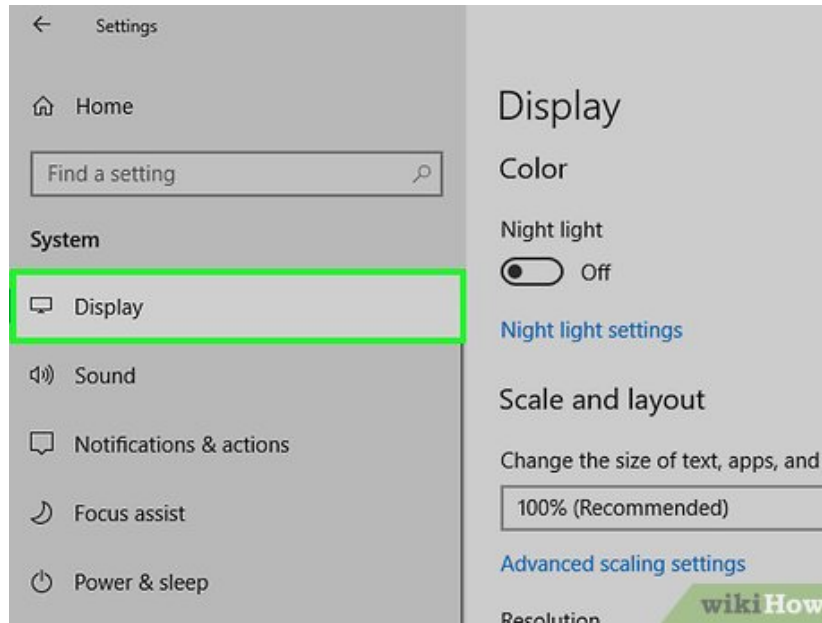 Settings
Home
Find a setting
System
Display
Sound
Notifications & actions
Focus assist
Power & sleep
Display
Color
Night light
Off
Night light settings
Scale and layout
Change the size of text, apps, and
100% (Recommended)
Advanced scaling settings
Resolution
wikiHow